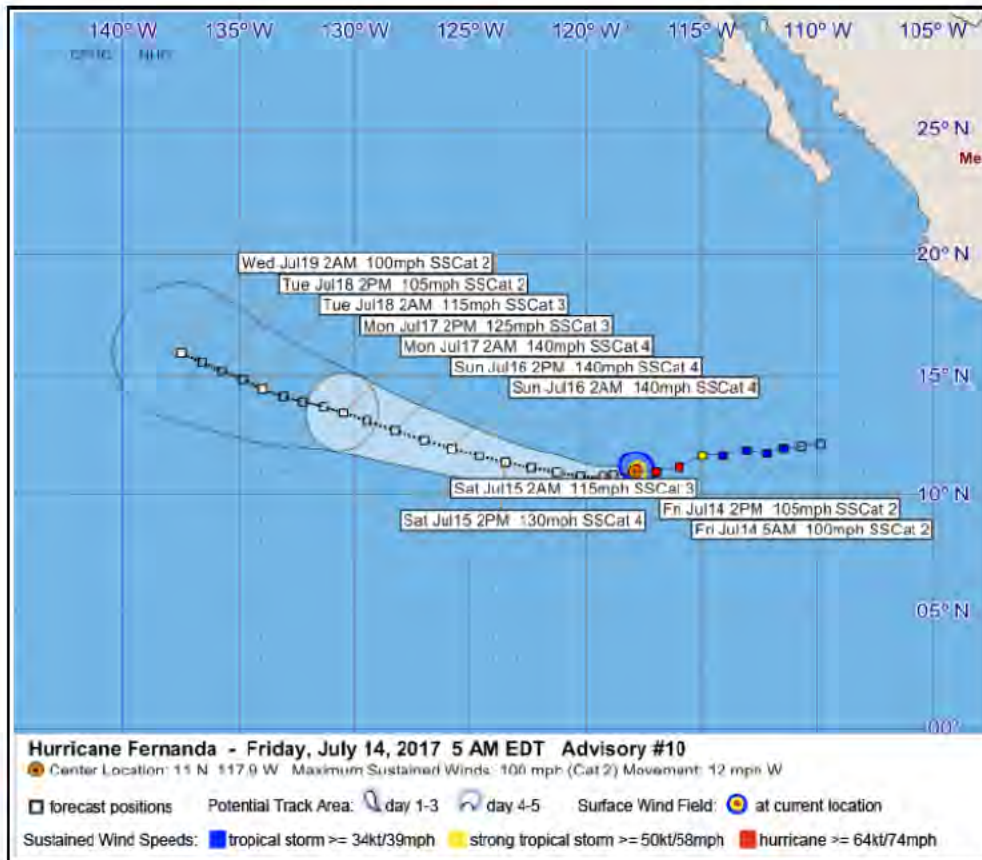 140° W 135° W 130° W 125° W 120° W 115° W 110° W 105° W
CPHC NHC
25° N
Me
20° N
Wed Jul19 2AM 100mph SSCat 2
Tue Jul18 2PM 105mph SSCat 2
Tue Jul18 2AM 115mph SSCat 3
Mon Jul17 2PM 125mph SSCat 3
Mon Jul17 2AM 140mph SSCat 4
Sun Jul16 2PM 140mph SSCat 4
15° N
Sun Jul16 2AM 140mph SSCat 4
Sat Jul15 2AM 115mph SSCat 3
10° N
Fri Jul14 2PM 105mph SSCat 2
Sat Jul15 2PM 130mph SSCat 4
Fri Jul14 5AM 100mph SSCat 2
05° N
00°
Hurricane Fernanda - Friday, July 14, 2017 5 AM EDT Advisory #10
Center Location: 11 N 117.9 W Maximum Sustained Winds: 100 mph (Cat 2) Movement: 12 mph W
forecast positions Potential Track Area: day 1-3 day 4-5 Surface Wind Field: at current location
Sustained Wind Speeds: tropical storm >= 34kt/39mph strong tropical storm >= 50kt/58mph hurricane >= 64kt/74mph